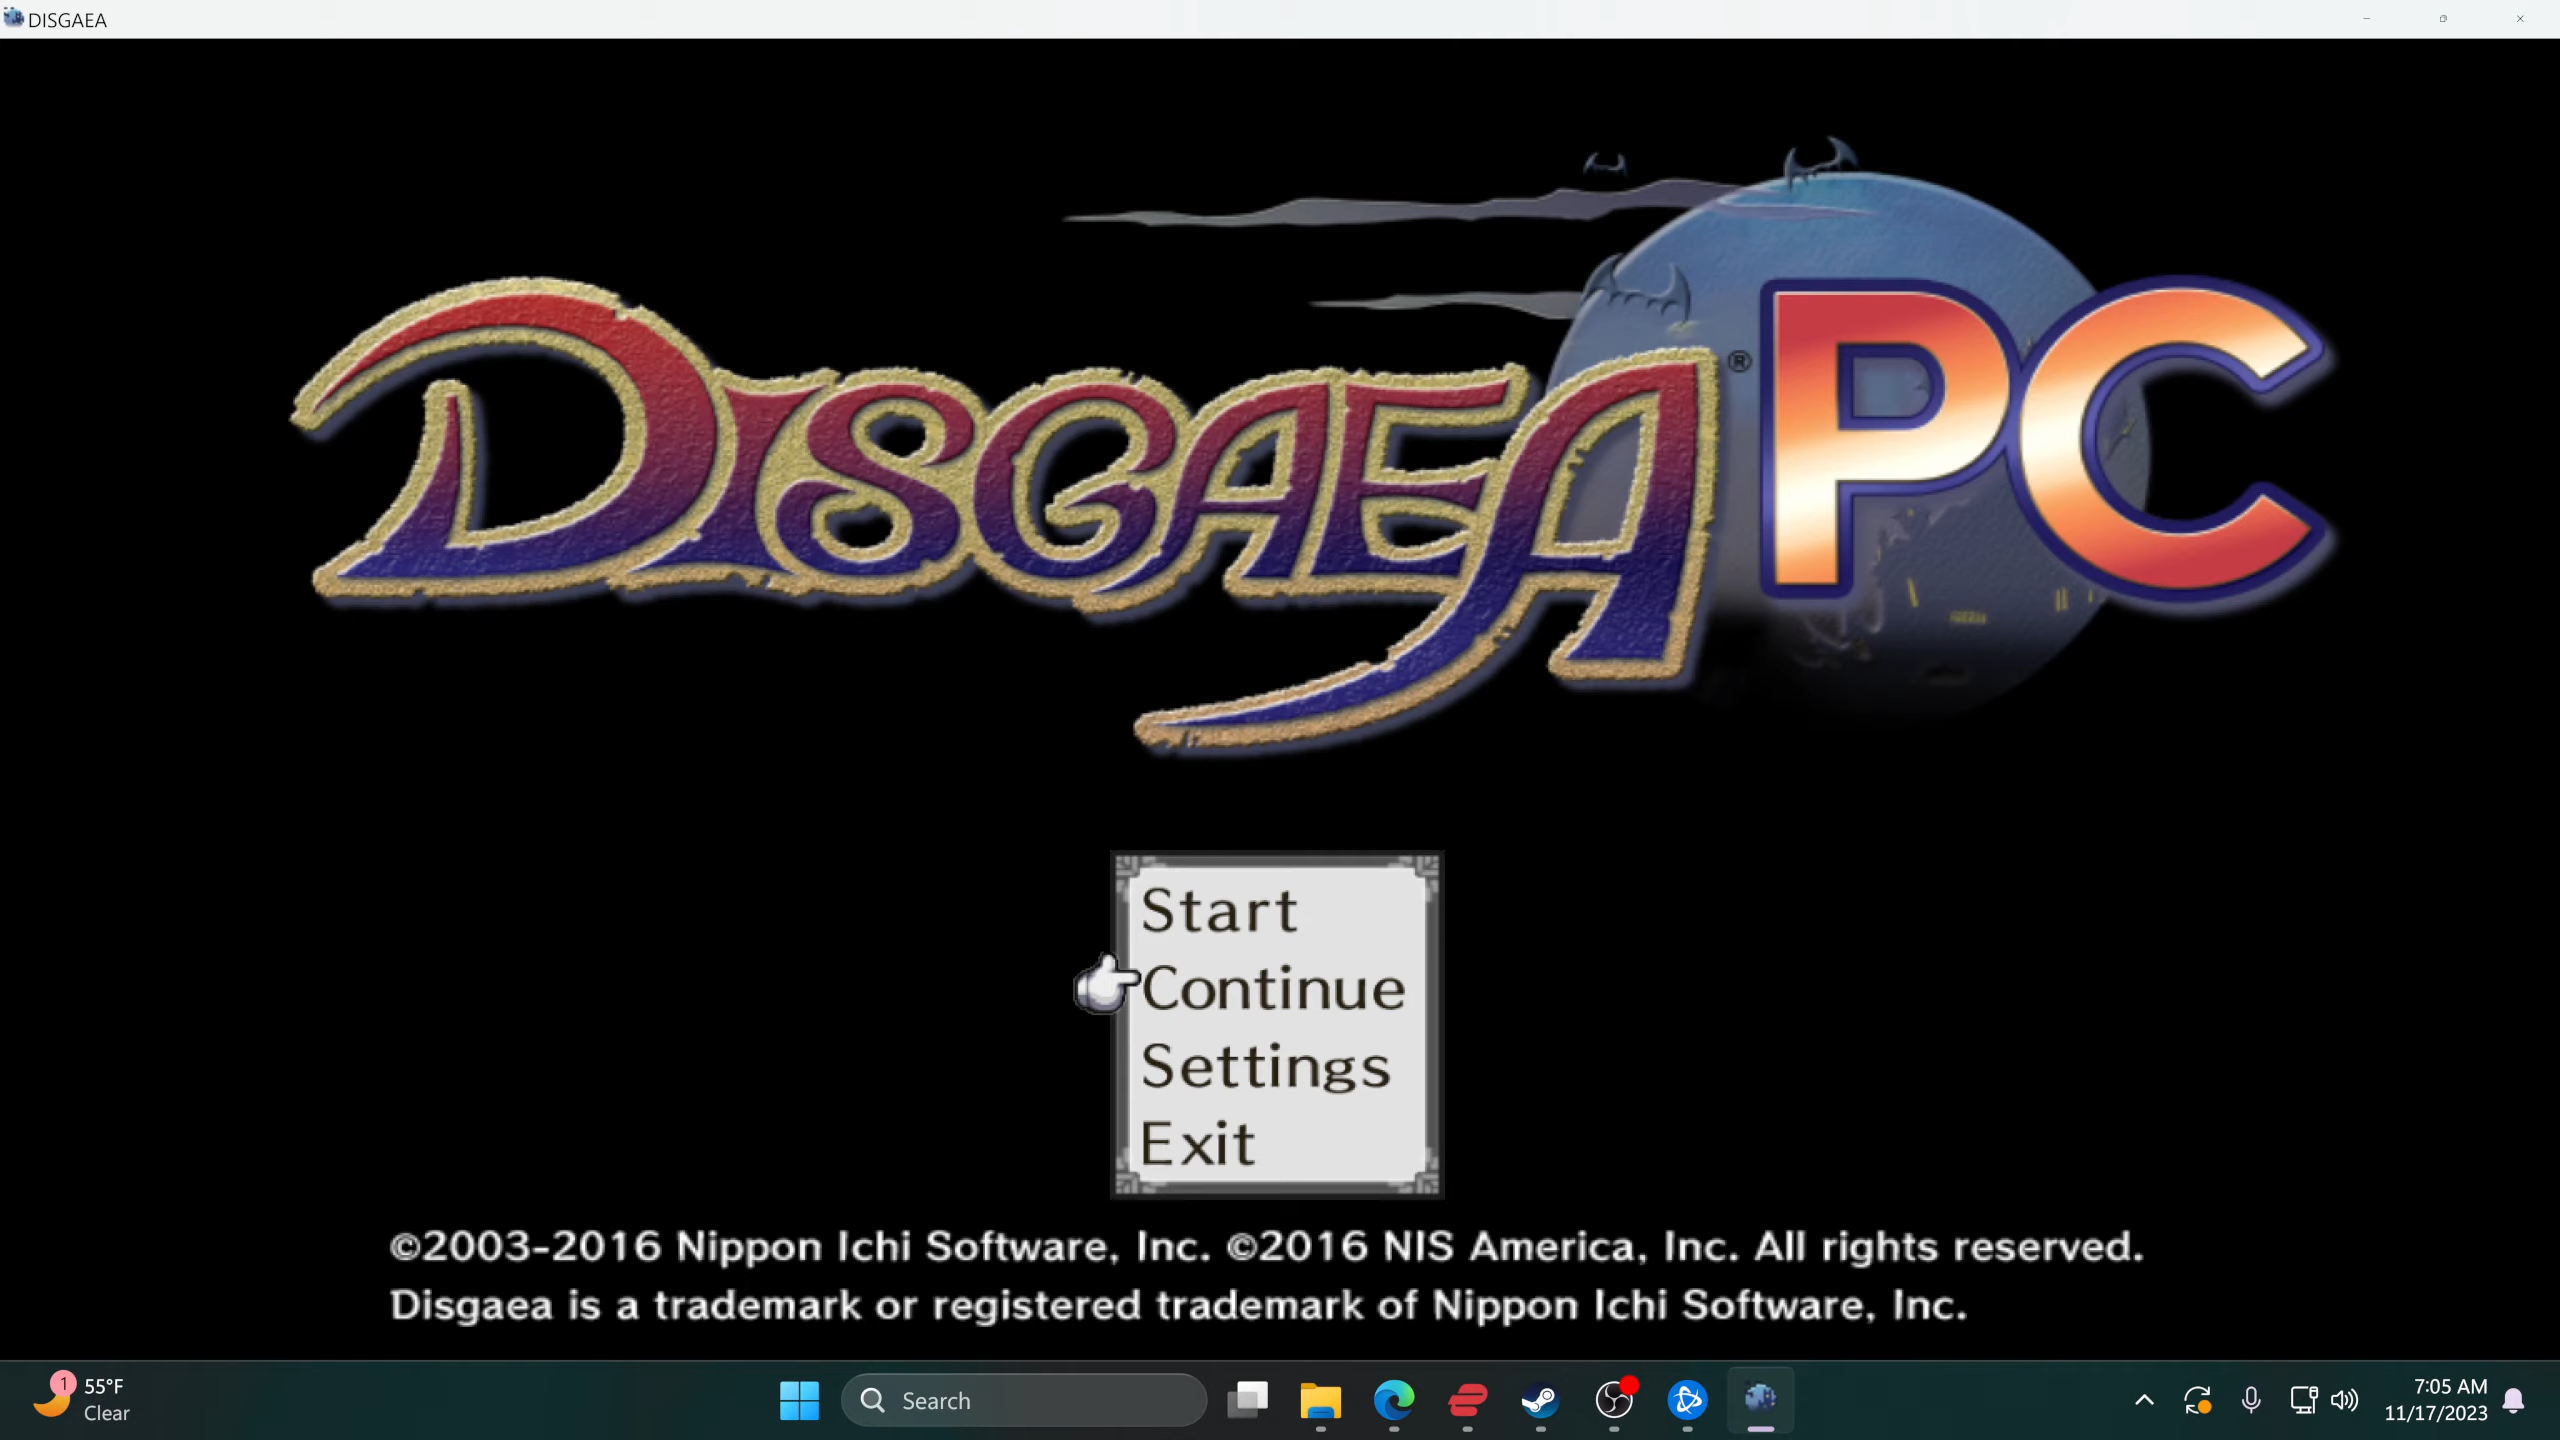 DISGAEA
DISGAEA® PC
Start
Continue
Settings
Exit
©2003-2016 Nippon Ichi Software, Inc. ©2016 NIS America, Inc. All rights reserved.
Disgaea is a trademark or registered trademark of Nippon Ichi Software, Inc.
1
55°F
Clear
Search
7:05 AM
11/17/2023